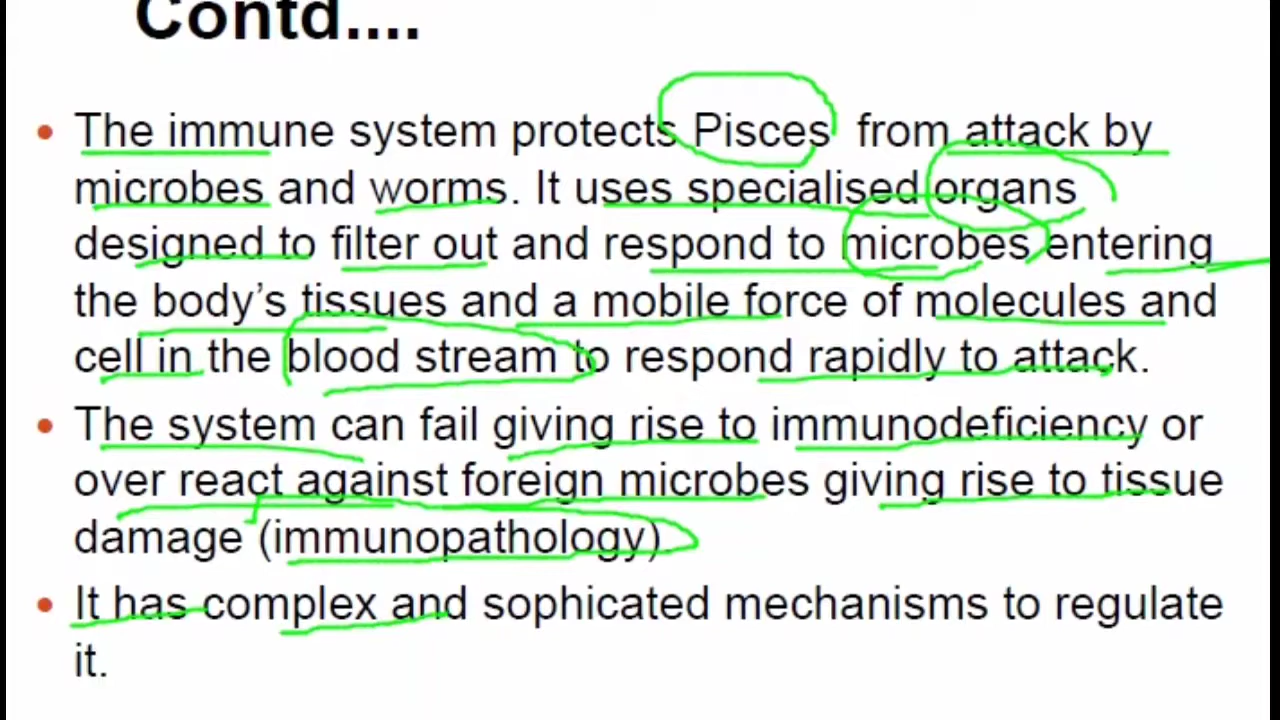 Contd....
• The immune system protects Pisces from attack by
microbes and worms. It uses specialised organs
designed to filter out and respond to microbes entering
the body's tissues and a mobile force of molecules and
cell in the blood stream to respond rapidly to attack.
• The system can fail giving rise to immunodeficiency or
over react against foreign microbes giving rise to tissue
damage (immunopathology).
• It has complex and sophicated mechanisms to regulate
it.